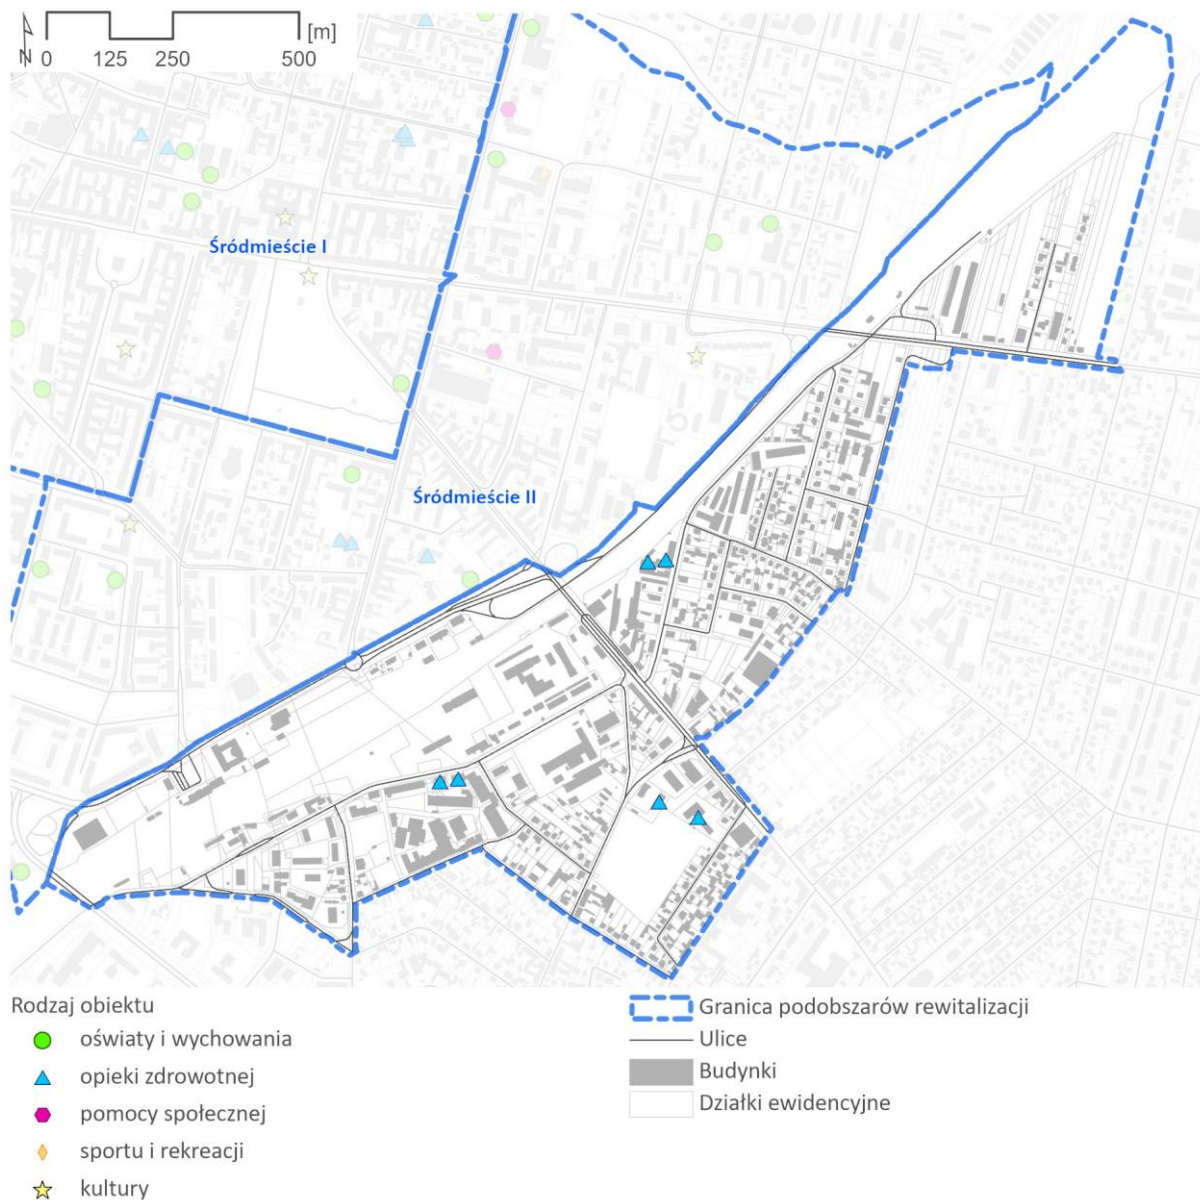 [m]
N 0 125 250 500
Śródmieście I
Śródmieście II
Rodzaj obiektu
oświaty i wychowania
opieki zdrowotnej
pomocy społecznej
sportu i rekreacji
kultury
Granica podobszarów rewitalizacji
Ulice
Budynki
Działki ewidencyjne